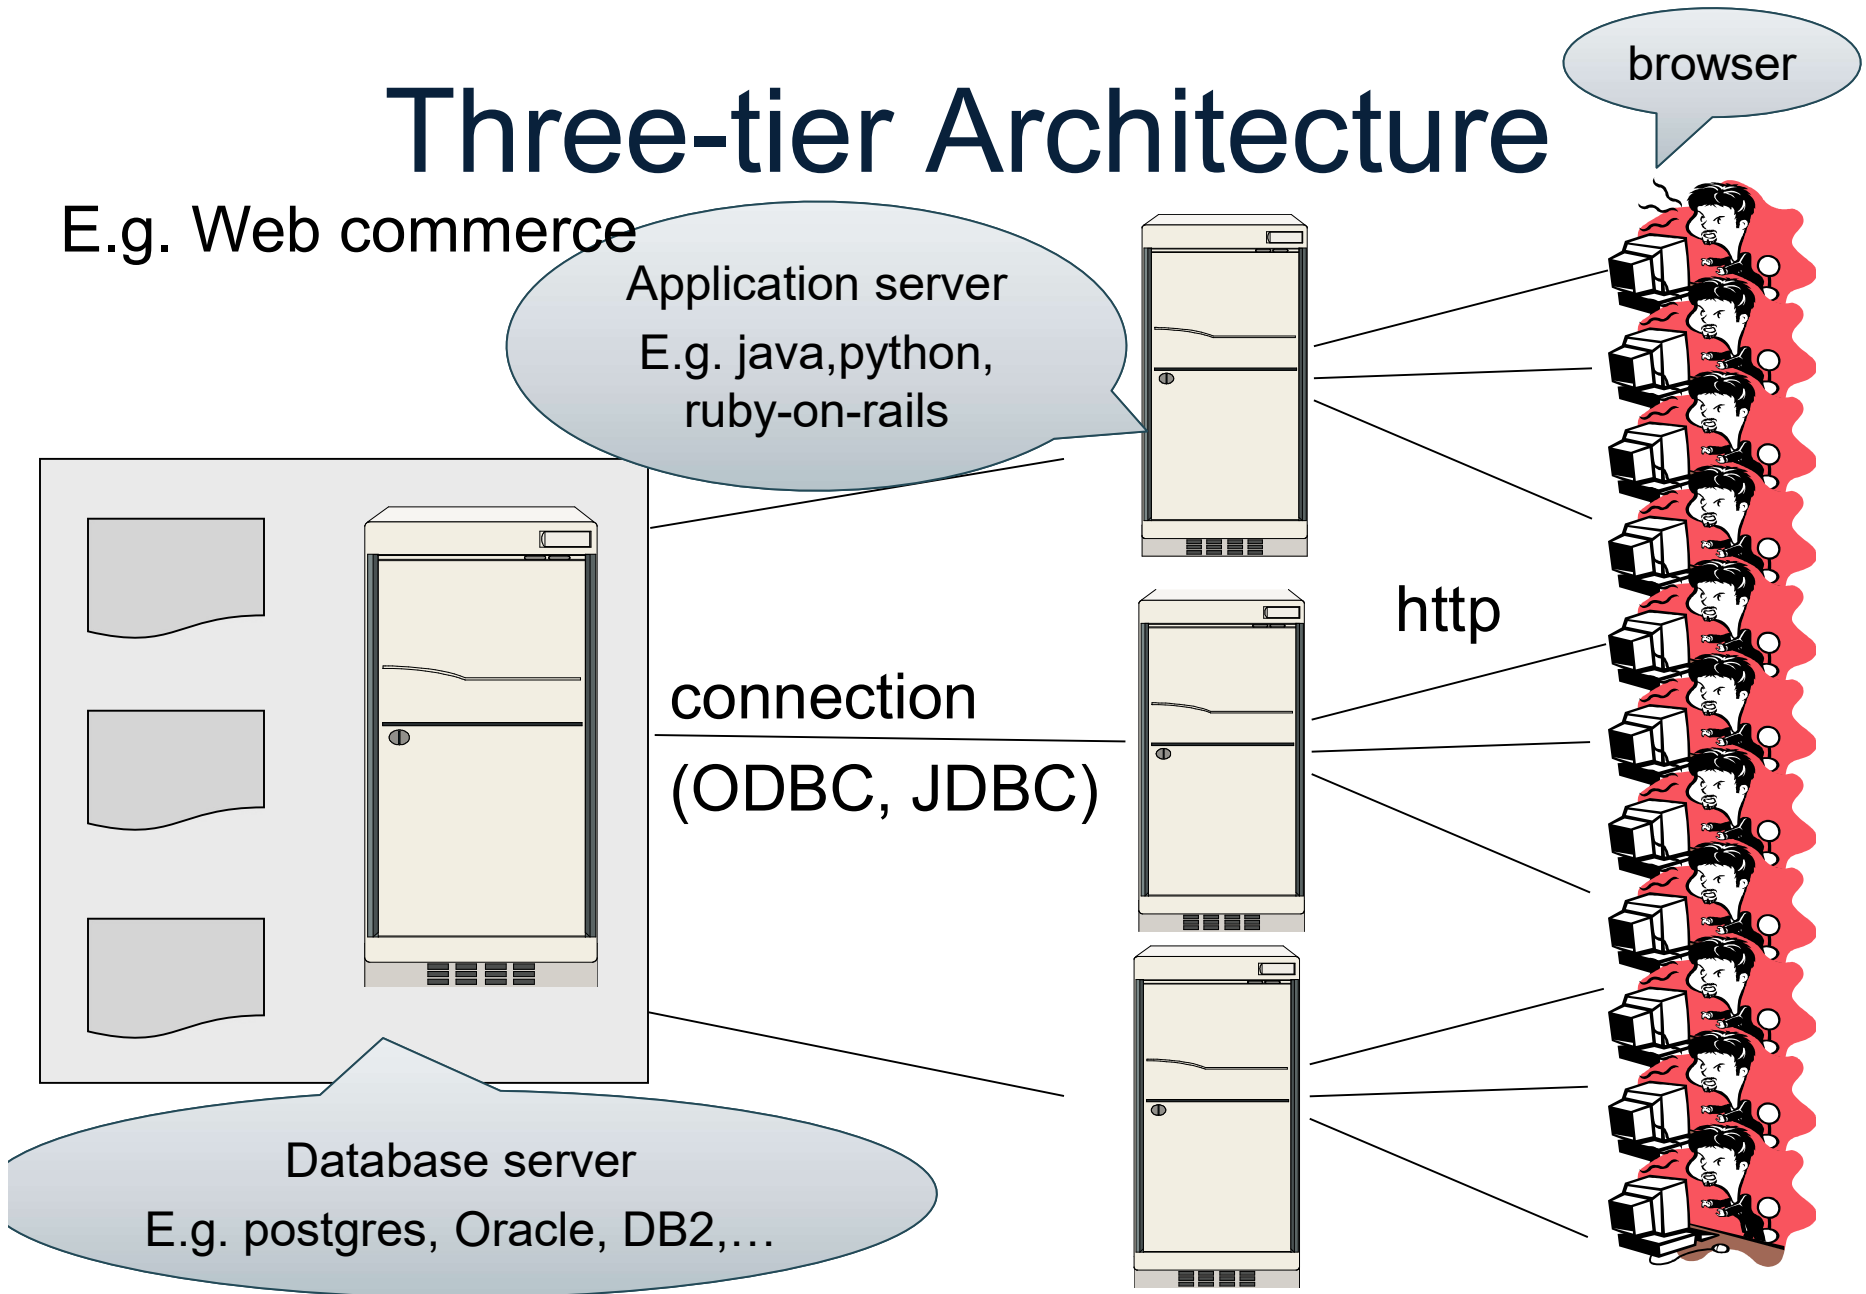 browser
Three-tier Architecture
E.g. Web commerce
Application server
E.g. java,python,
ruby-on-rails
http
connection
(ODBC, JDBC)
Database server
E.g. postgres, Oracle, DB2,…